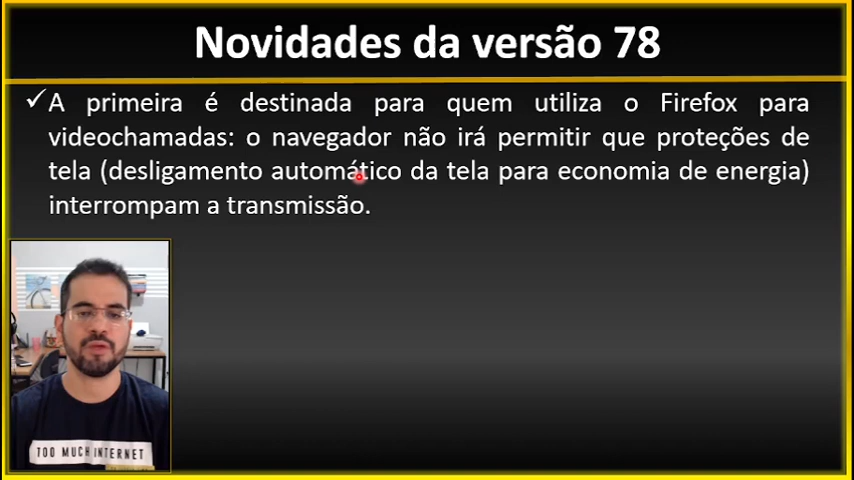 Novidades da versão 78
✓A primeira é destinada para quem utiliza o Firefox para
videochamadas: o navegador não irá permitir que proteções de
tela (desligamento automático da tela para economia de energia)
interrompam a transmissão.
TOO MUCH INTERNET